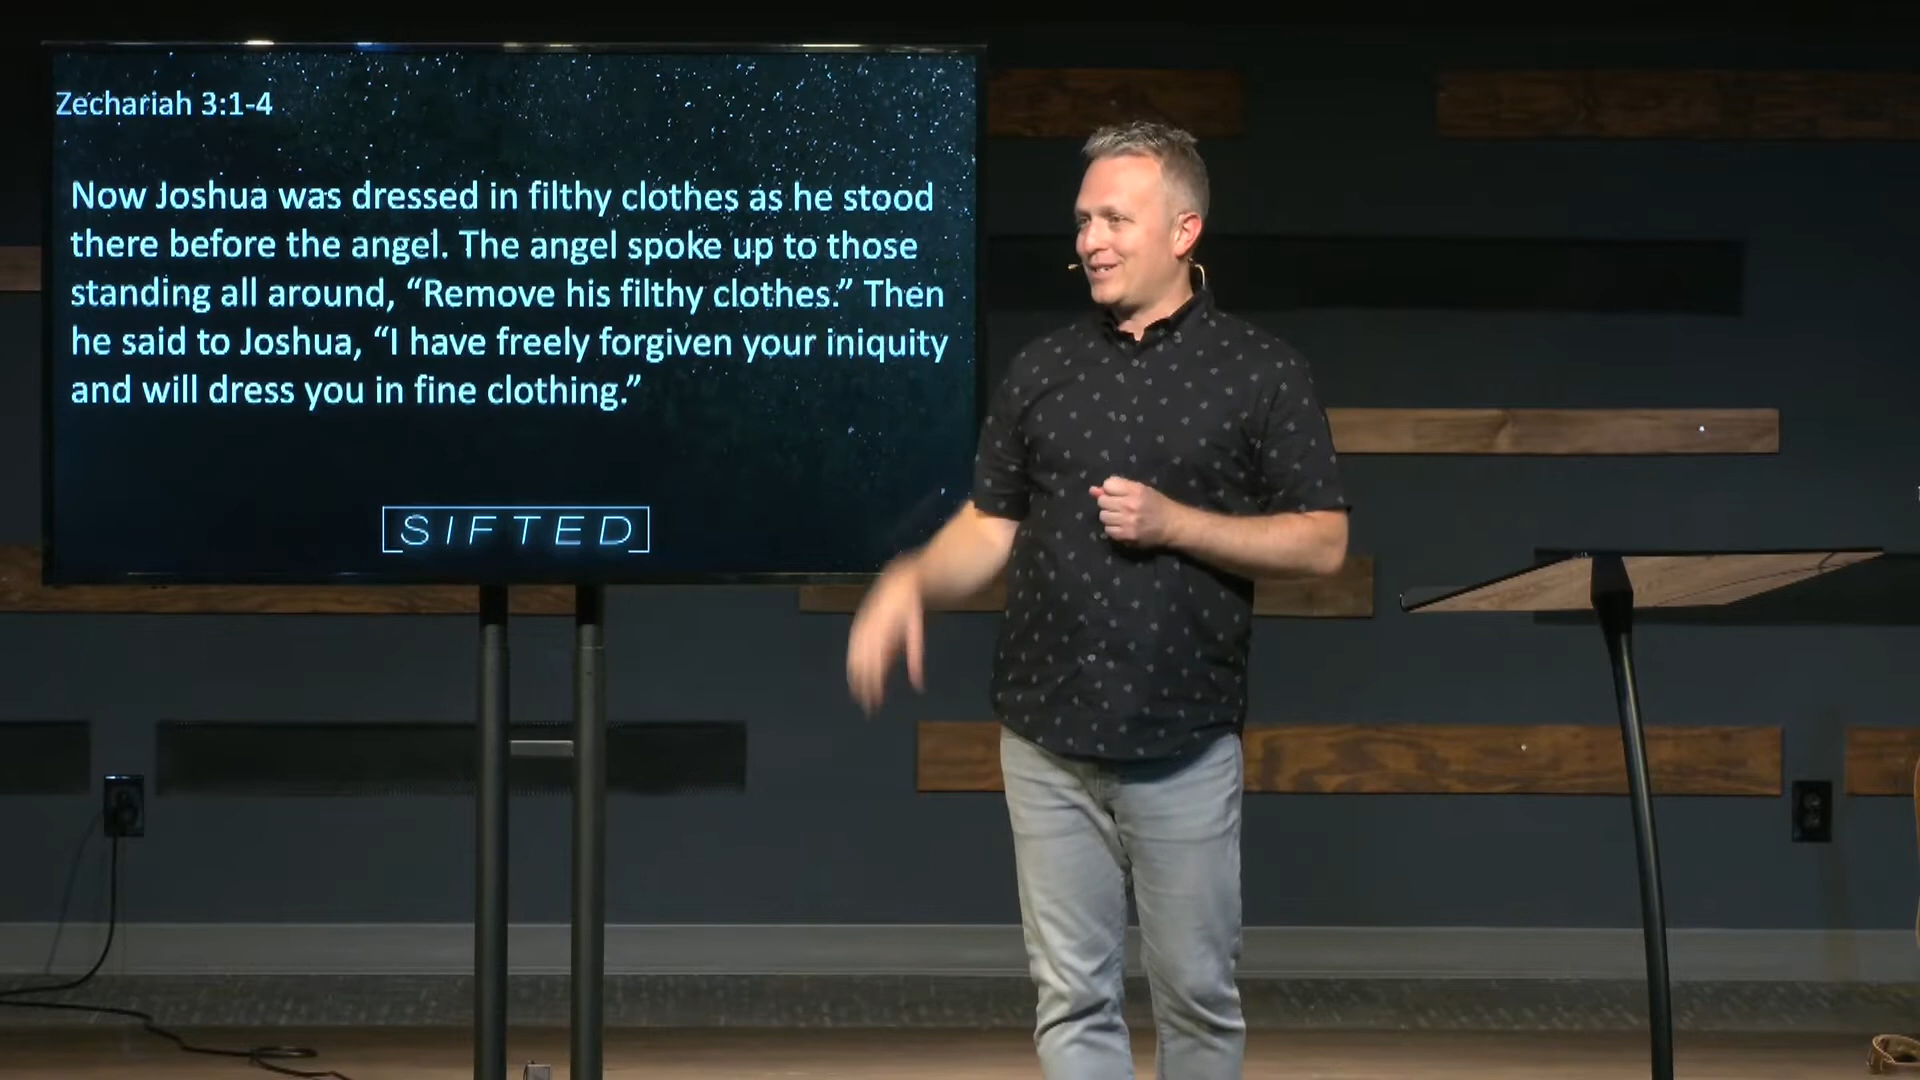 Zechariah 3:1-4
Now Joshua was dressed in filthy clothes as he stood
there before the angel. The angel spoke up to those
standing all around, “Remove his filthy clothes.” Then
he said to Joshua, “I have freely forgiven your iniquity
and will dress you in fine clothing.”
SIFTED